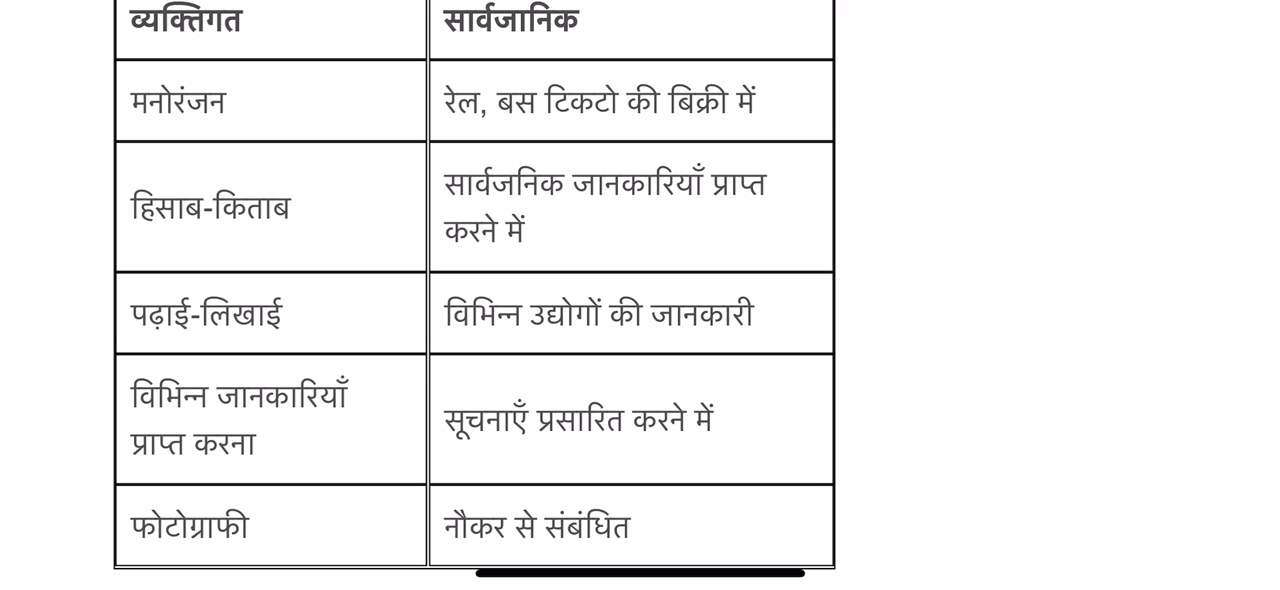 व्यक्तिगत सार्वजानिक
मनोरंजन रेल, बस टिकटो की बिक्री में
हिसाब-किताब सार्वजनिक जानकारियाँ प्राप्त
करने में
पढ़ाई-लिखाई विभिन्न उद्योगों की जानकारी
विभिन्न जानकारियाँ
प्राप्त करना सूचनाएँ प्रसारित करने में
फोटोग्राफी नौकर से संबंधित